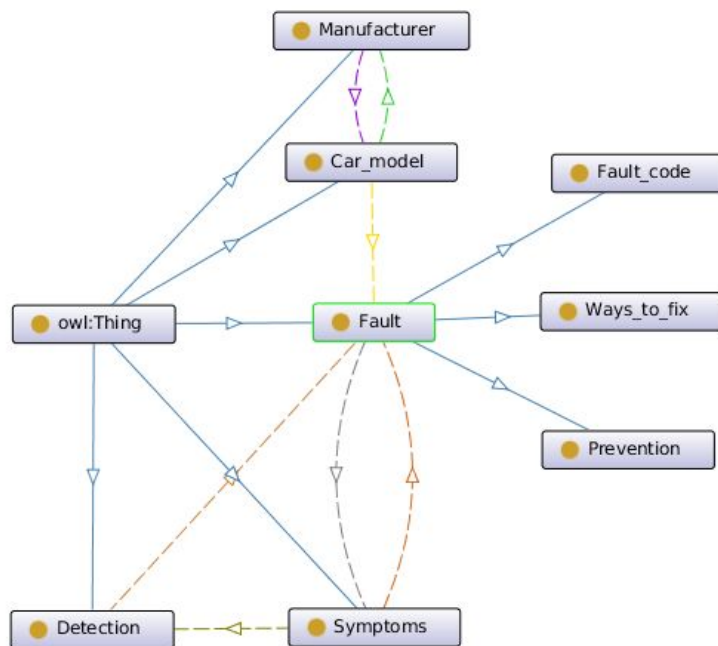 Manufacturer
Car_model
Fault_code
owl:Thing
Fault
Ways_to_fix
Prevention
Detection
Symptoms